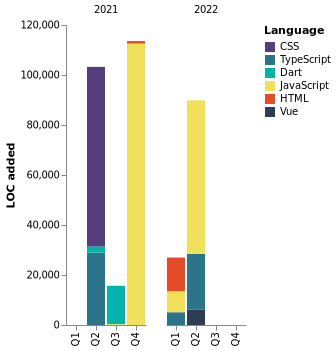 2021 2022
Language
CSS
TypeScript
Dart
JavaScript
HTML
Vue
LOC added
120,000
100,000
80,000
60,000
40,000
20,000
0
Q1 Q2 Q3 Q4 Q1 Q2 Q3 Q4